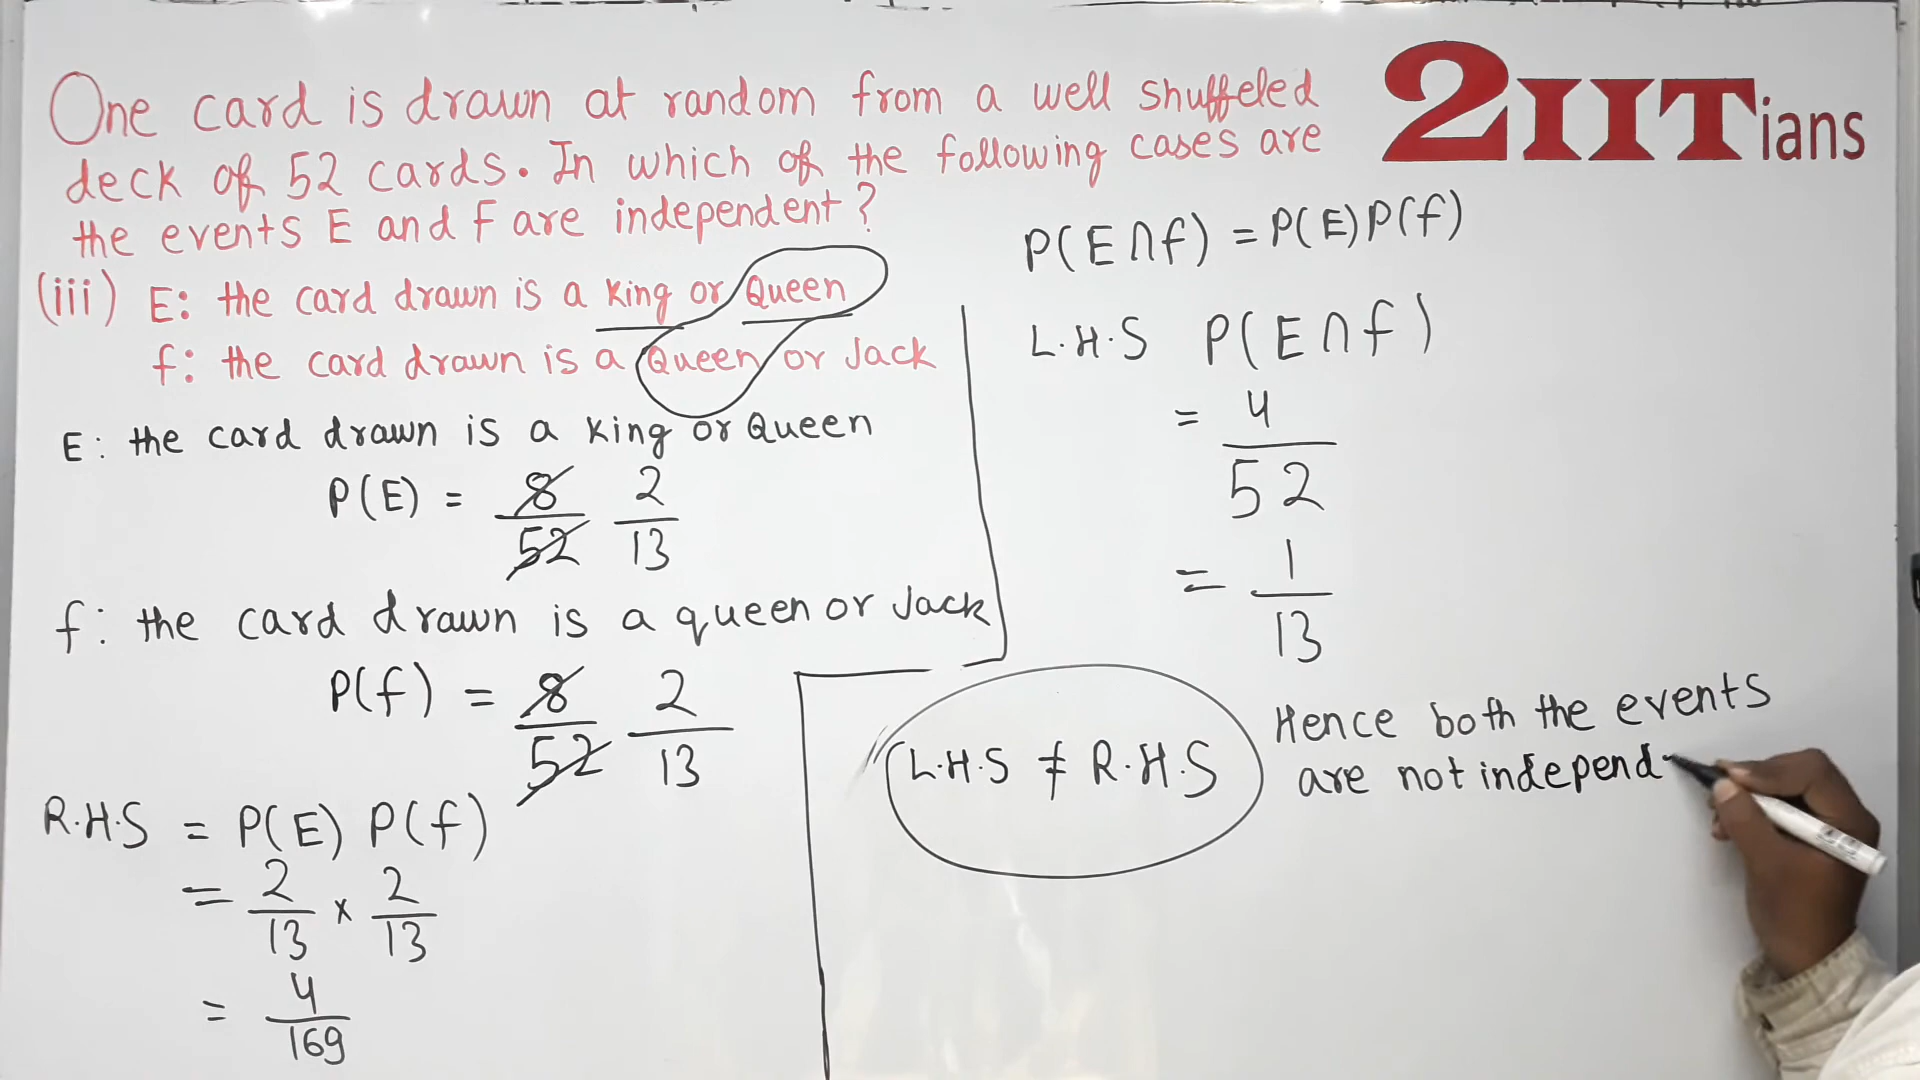 One card is drawn at random from a well shuffeled
deck of 52 cards. In which of the following cases are
the events E and F are independent?
(iii) E: the card drawn is a king or Queen
f: the card drawn is a Queen or Jack
E: the card drawn is a king or Queen
P(E) = 8/52 2/13
f: the card drawn is a queen or Jack
P(f) = 8/52 2/13
R.H.S = P(E) P(f)
= 2/13 x 2/13
= 4/169
2IITians
P(E∩f) = P(E)P(f)
L.H.S P(E∩f)
= 4/52
= 1/13
L.H.S ≠ R.H.S
Hence both the events
are not independ